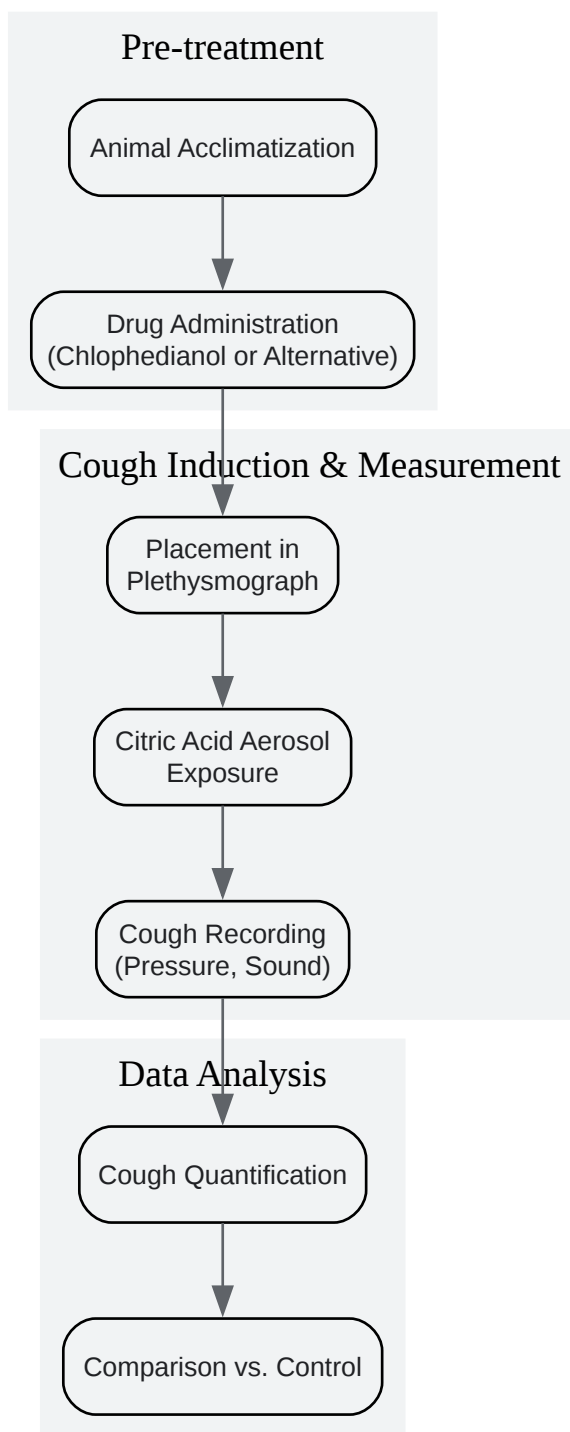 Pre-treatment
Animal Acclimatization
Drug Administration
(Chlophedianol or Alternative)
Cough Induction & Measurement
Placement in
Plethysmograph
Citric Acid Aerosol
Exposure
Cough Recording
(Pressure, Sound)
Data Analysis
Cough Quantification
Comparison vs. Control